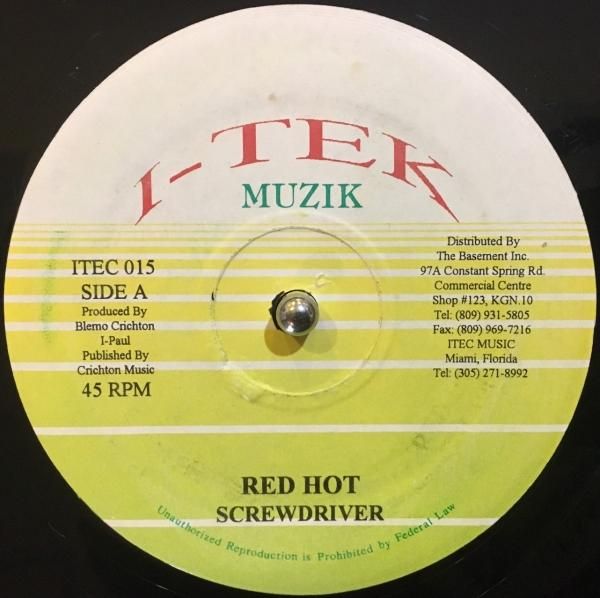 I-TEK
MUZIK
ITEC 015
SIDE A
Produced By
Blemo Crichton
I-Paul
Published By
Crichton Music
45 RPM
Distributed By
The Basement Inc.
97A Constant Spring Rd.
Commercial Centre
Shop #123, KGN.10
Tel: (809) 931-5805
Fax: (809) 969-7216
ITEC MUSIC
Miami, Florida
Tel: (305) 271-8992
RED HOT
SCREWDRIVER
Unauthorized Reproduction is Prohibited by Federal Law